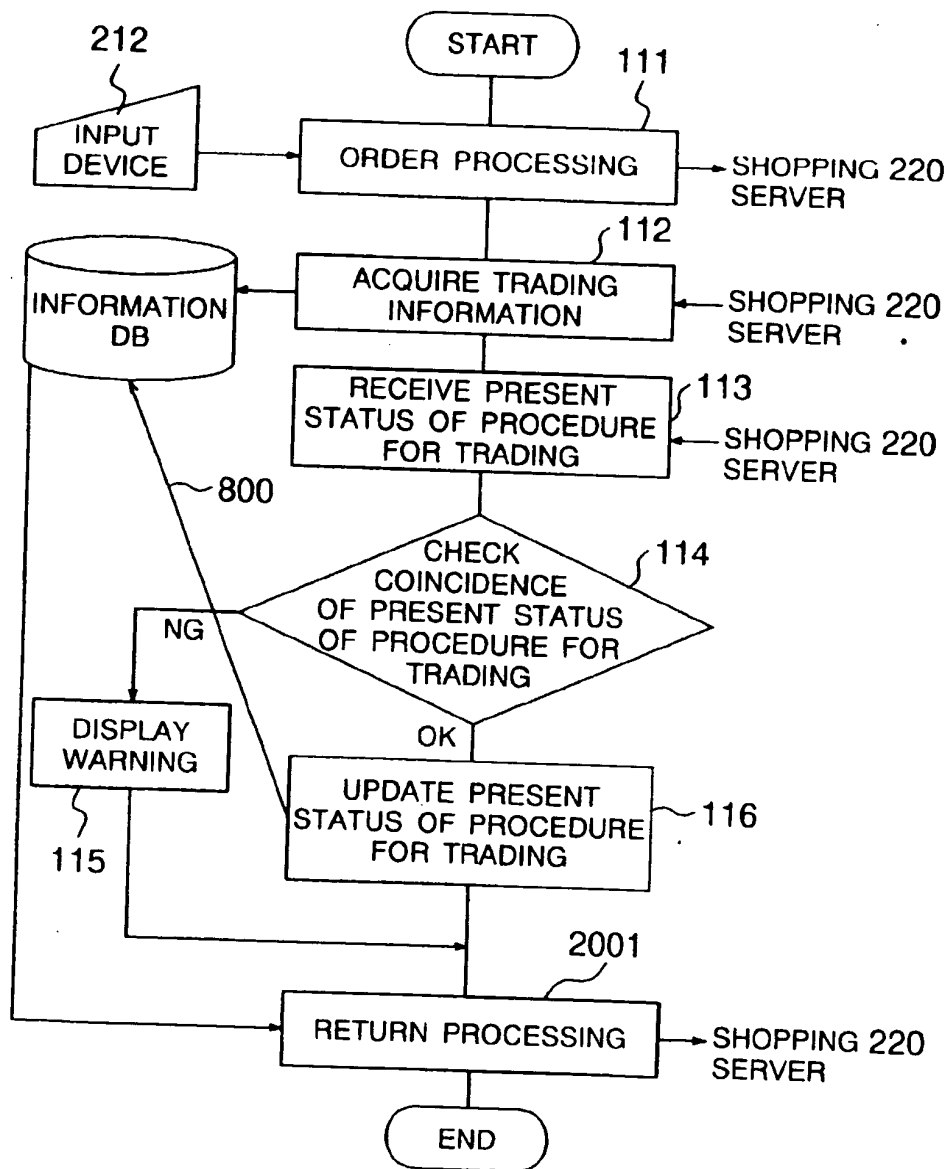 START
212
111
INPUT
DEVICE
ORDER PROCESSING
SHOPPING 220
SERVER
112
ACQUIRE TRADING
INFORMATION
SHOPPING 220
SERVER
INFORMATION
DB
RECEIVE PRESENT
STATUS OF PROCEDURE
FOR TRADING
113
SHOPPING 220
SERVER
800
CHECK
COINCIDENCE
OF PRESENT STATUS
OF PROCEDURE FOR
TRADING
114
NG
OK
DISPLAY
WARNING
115
UPDATE PRESENT
STATUS OF PROCEDURE
FOR TRADING
116
2001
RETURN PROCESSING
SHOPPING 220
SERVER
END